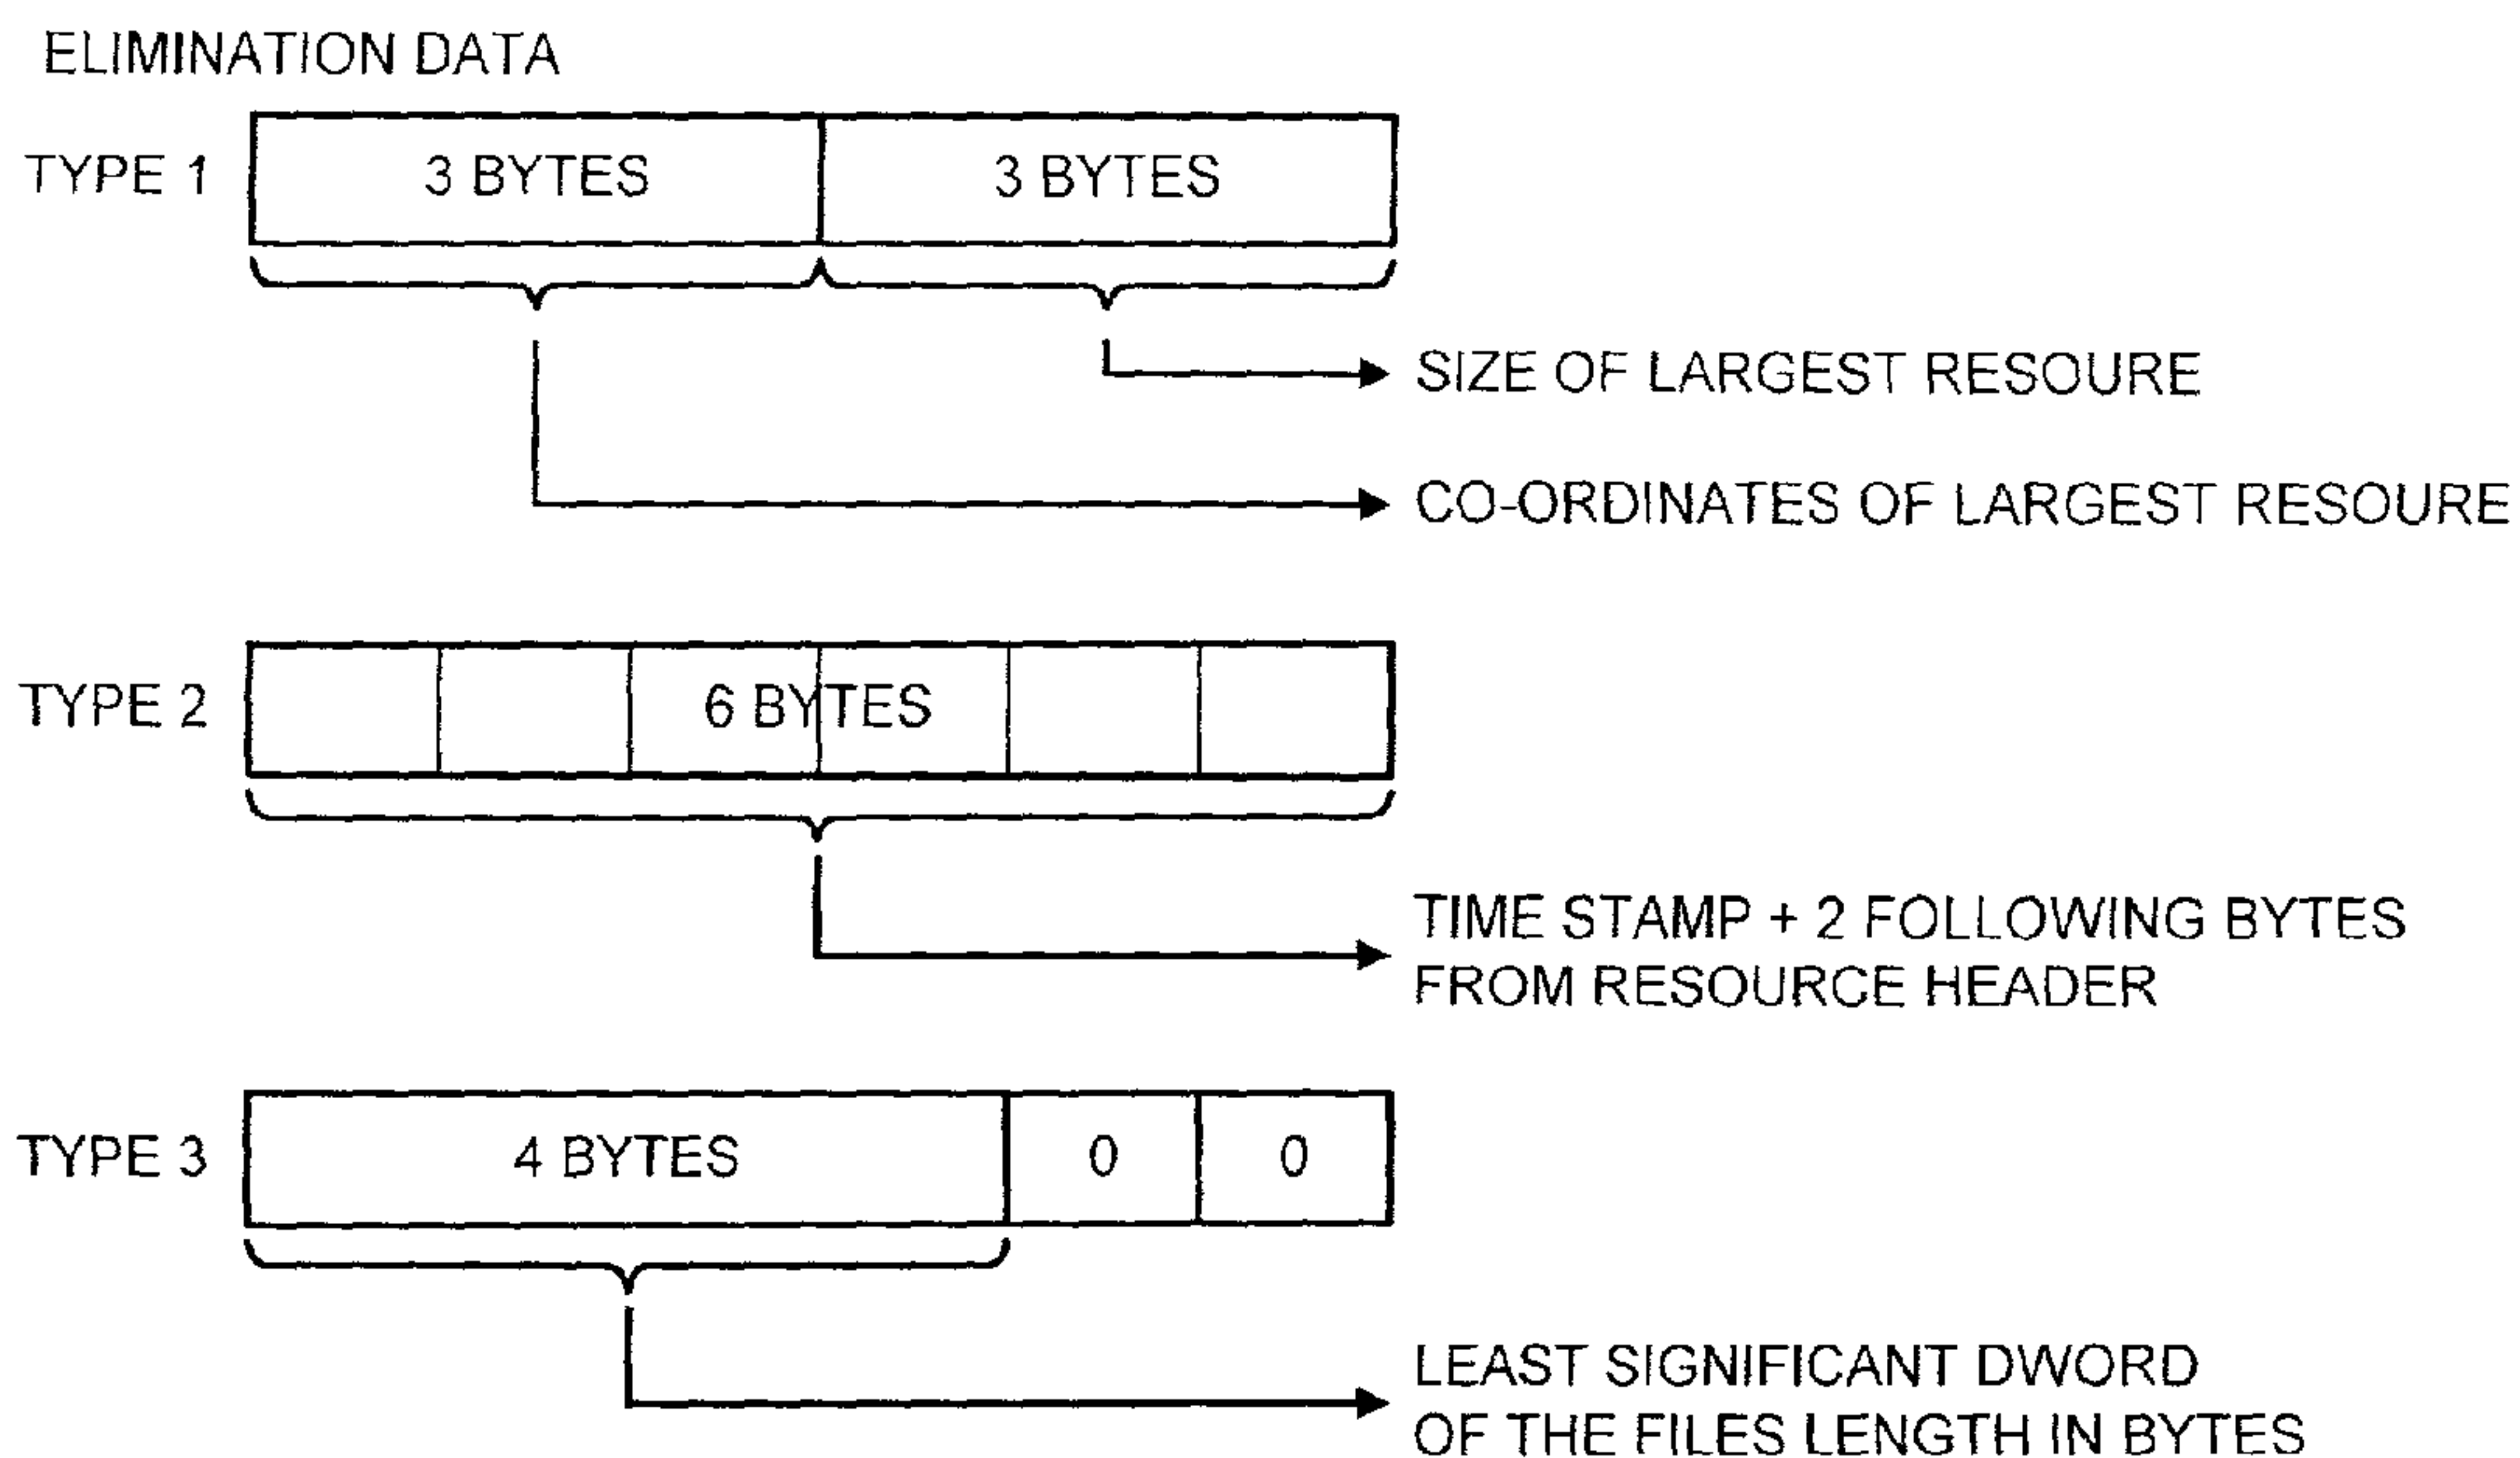 ELIMINATION DATA
TYPE 1
3 BYTES
3 BYTES
SIZE OF LARGEST RESOURE
CO-ORDINATES OF LARGEST RESOURE
TYPE 2
6 BYTES
TIME STAMP + 2 FOLLOWING BYTES
FROM RESOURCE HEADER
TYPE 3
4 BYTES
0
0
LEAST SIGNIFICANT DWORD
OF THE FILES LENGTH IN BYTES